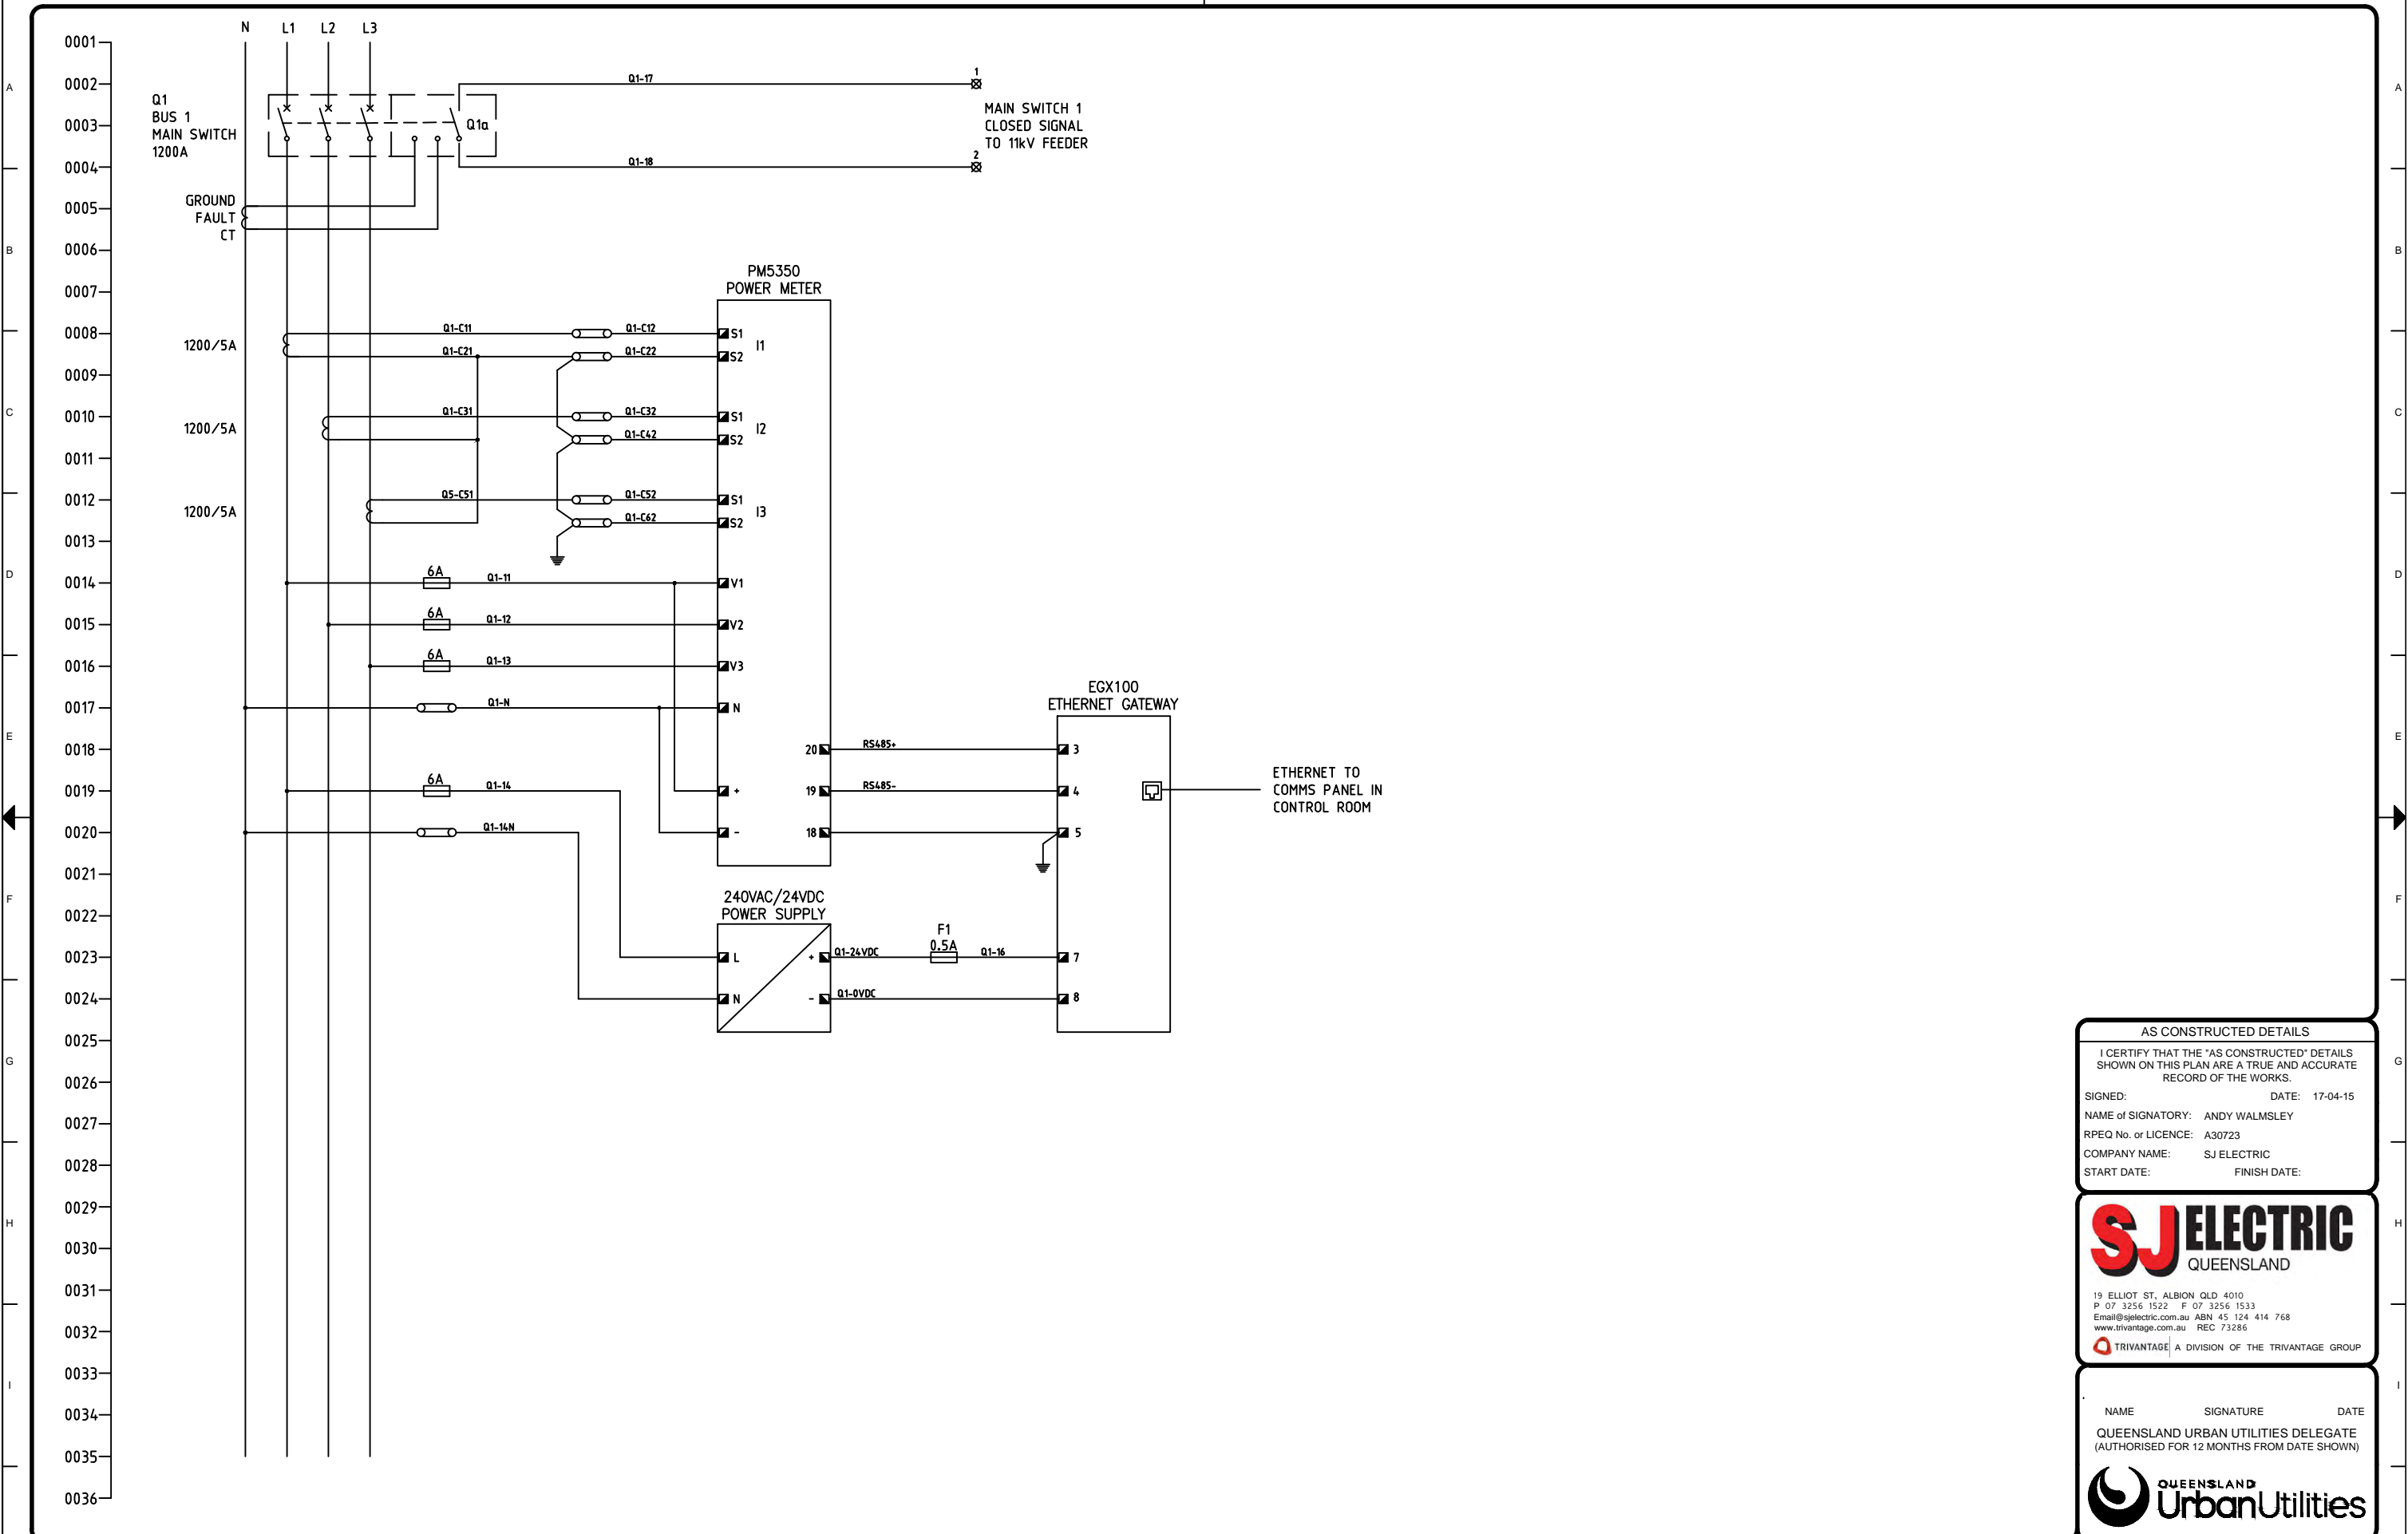 N L1 L2 L3
0001
0002
0003
0004
0005
0006
0007
0008
0009
0010
0011
0012
0013
0014
0015
0016
0017
0018
0019
0020
0021
0022
0023
0024
0025
0026
0027
0028
0029
0030
0031
0032
0033
0034
0035
0036
A
B
C
D
E
F
G
H
I
Q1
BUS 1
MAIN SWITCH
1200A
Q1a
Q1-17
1
Q1-18
2
MAIN SWITCH 1
CLOSED SIGNAL
TO 11kV FEEDER
GROUND
FAULT
CT
PM5350
POWER METER
1200/5A
Q1-C11
Q1-C12
S1
I1
Q1-C21
Q1-C22
S2
1200/5A
Q1-C31
Q1-C32
S1
I2
Q1-C42
S2
1200/5A
Q5-C51
Q1-C52
S1
I3
Q1-C62
S2
6A
Q1-11
V1
6A
Q1-12
V2
6A
Q1-13
V3
Q1-N
N
6A
Q1-14
+
Q1-14N
-
20
RS485+
19
RS485-
18
EGX100
ETHERNET GATEWAY
3
4
5
7
8
ETHERNET TO
COMMS PANEL IN
CONTROL ROOM
240VAC/24VDC
POWER SUPPLY
L
N
+
-
Q1-24VDC
F1
0.5A
Q1-16
Q1-0VDC
A
B
C
D
E
F
G
H
I
AS CONSTRUCTED DETAILS
I CERTIFY THAT THE "AS CONSTRUCTED" DETAILS
SHOWN ON THIS PLAN ARE A TRUE AND ACCURATE
RECORD OF THE WORKS.
SIGNED: DATE: 17-04-15
NAME of SIGNATORY: ANDY WALMSLEY
RPEQ No. or LICENCE: A30723
COMPANY NAME: SJ ELECTRIC
START DATE: FINISH DATE:
SJ ELECTRIC
QUEENSLAND
19 ELLIOT ST, ALBION QLD 4010
P 07 3256 1522 F 07 3256 1533
Email@sjelectric.com.au ABN 45 124 414 768
www.trivantage.com.au REC 73286
TRIVANTAGE A DIVISION OF THE TRIVANTAGE GROUP
NAME SIGNATURE DATE
QUEENSLAND URBAN UTILITIES DELEGATE
(AUTHORISED FOR 12 MONTHS FROM DATE SHOWN)
QUEENSLAND
UrbanUtilities